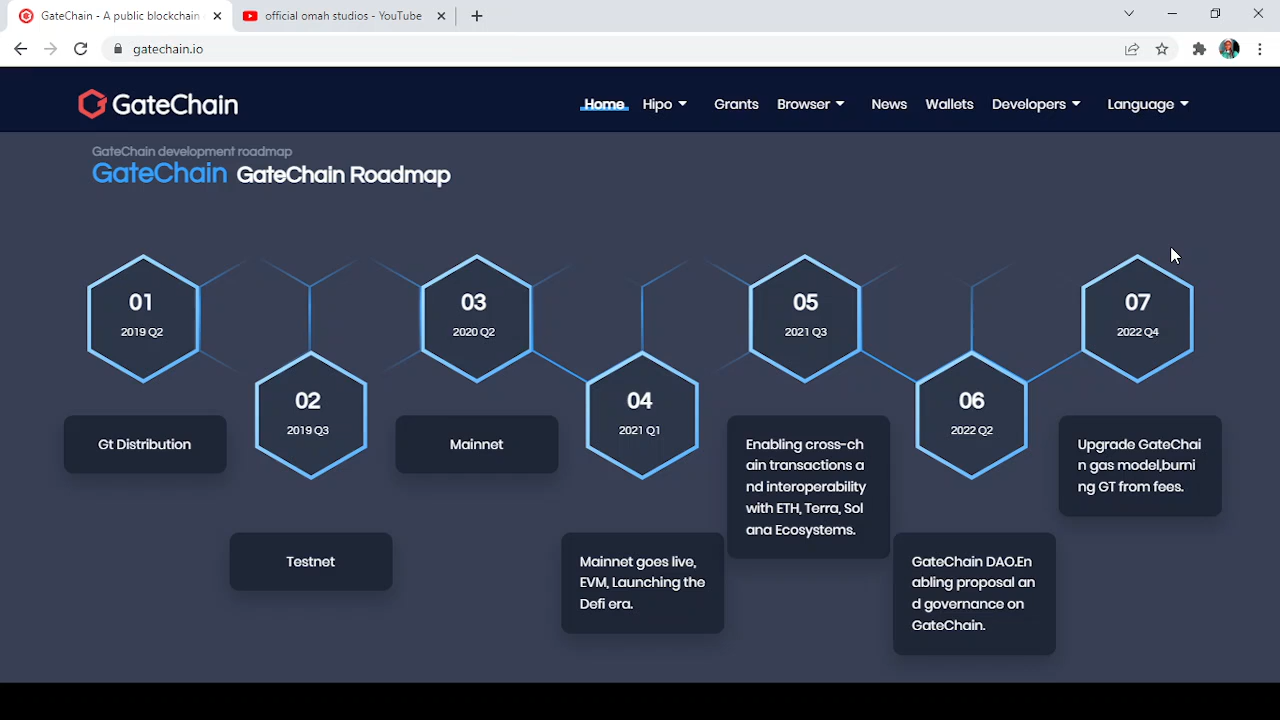 GateChain - A public blockchain
official omah studios - YouTube
gatechain.io
GateChain
Home
Hipo
Grants
Browser
News
Wallets
Developers
Language
GateChain development roadmap
GateChain GateChain Roadmap
01
2019 Q2
Gt Distribution
02
2019 Q3
Testnet
03
2020 Q2
Mainnet
04
2021 Q1
Mainnet goes live,
EVM, Launching the
Defi era.
05
2021 Q3
Enabling cross-ch
ain transactions a
nd interoperability
with ETH, Terra, Sol
ana Ecosystems.
06
2022 Q2
GateChain DAO.En
abling proposal an
d governance on
GateChain.
07
2022 Q4
Upgrade GateChai
n gas model,burni
ng GT from fees.